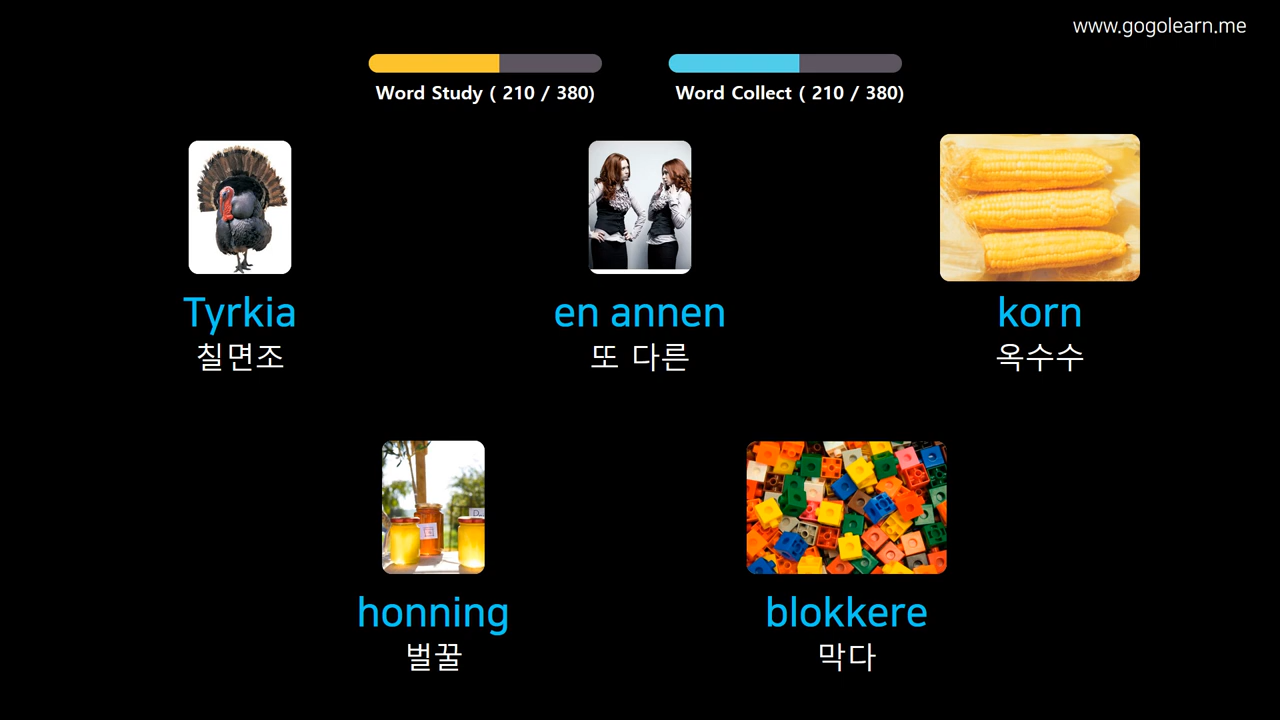 www.gogolearn.me
Word Study ( 210 / 380)
Word Collect ( 210 / 380)
Tyrkia
칠면조
en annen
또 다른
korn
옥수수
honning
벌꿀
blokkere
막다